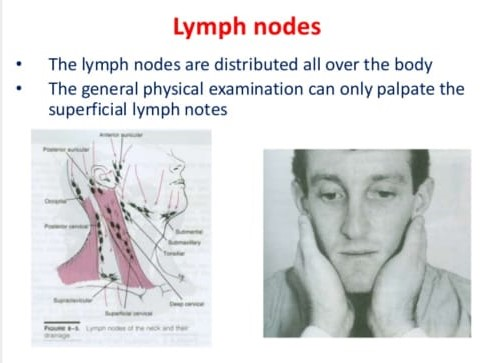 Lymph nodes
• The lymph nodes are distributed all over the body
• The general physical examination can only palpate the
superficial lymph notes
Anterior auricular
Posterior auricular
Occipital
Posterior cervical
Submental
Submaxillary
Tonsillar
Supraclavicular
Deep cervical
Superficial cervical
FIGURE 8-5. Lymph nodes of the neck and their
drainage